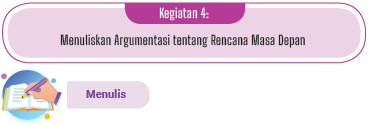 Kegiatan 4:
Menuliskan Argumentasi tentang Rencana Masa Depan
Menulis